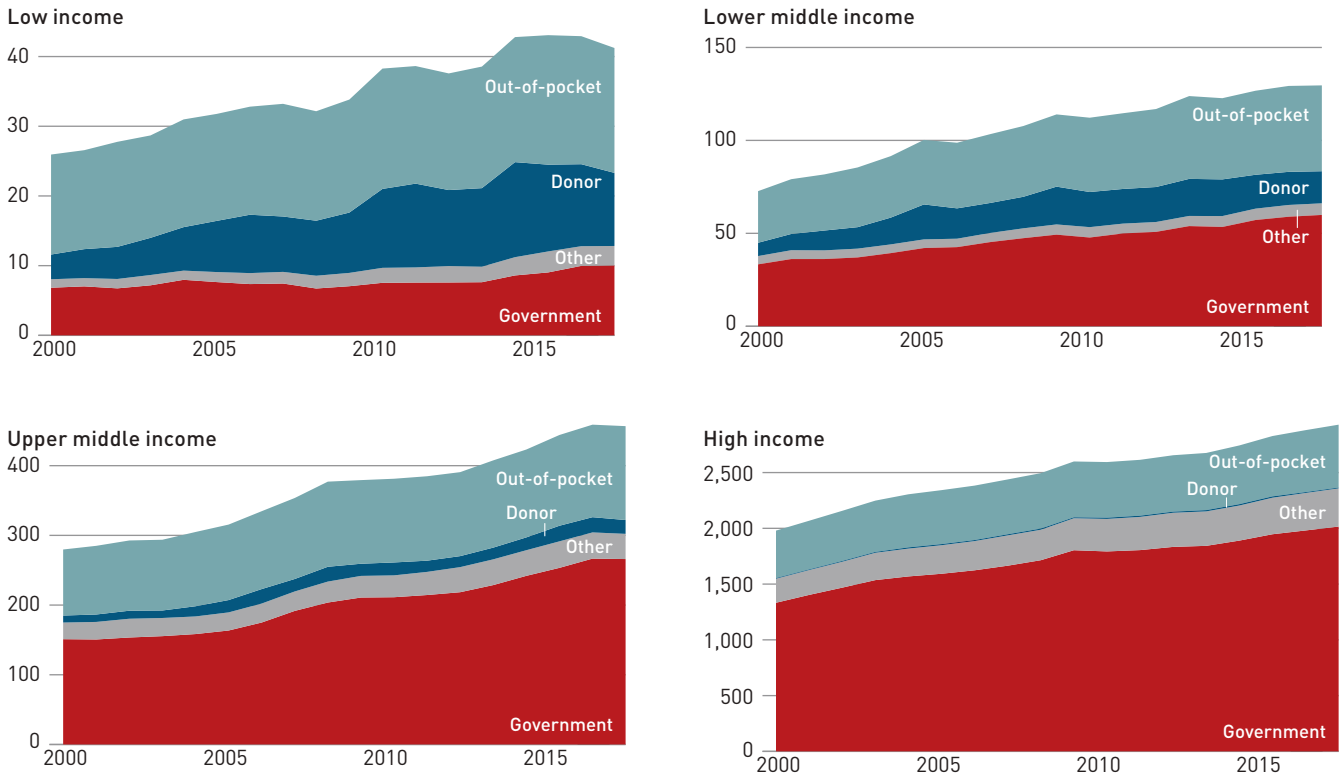 Low income
40
30
20
10
0
Out-of-pocket
Donor
Other
Government
2000 2005 2010 2015
Lower middle income
150
100
50
0
Out-of-pocket
Donor
Other
Government
2000 2005 2010 2015
Upper middle income
400
300
200
100
0
Out-of-pocket
Donor
Other
Government
2000 2005 2010 2015
High income
2,500
2,000
1,500
1,000
500
0
Out-of-pocket
Donor
Other
Government
2000 2005 2010 2015